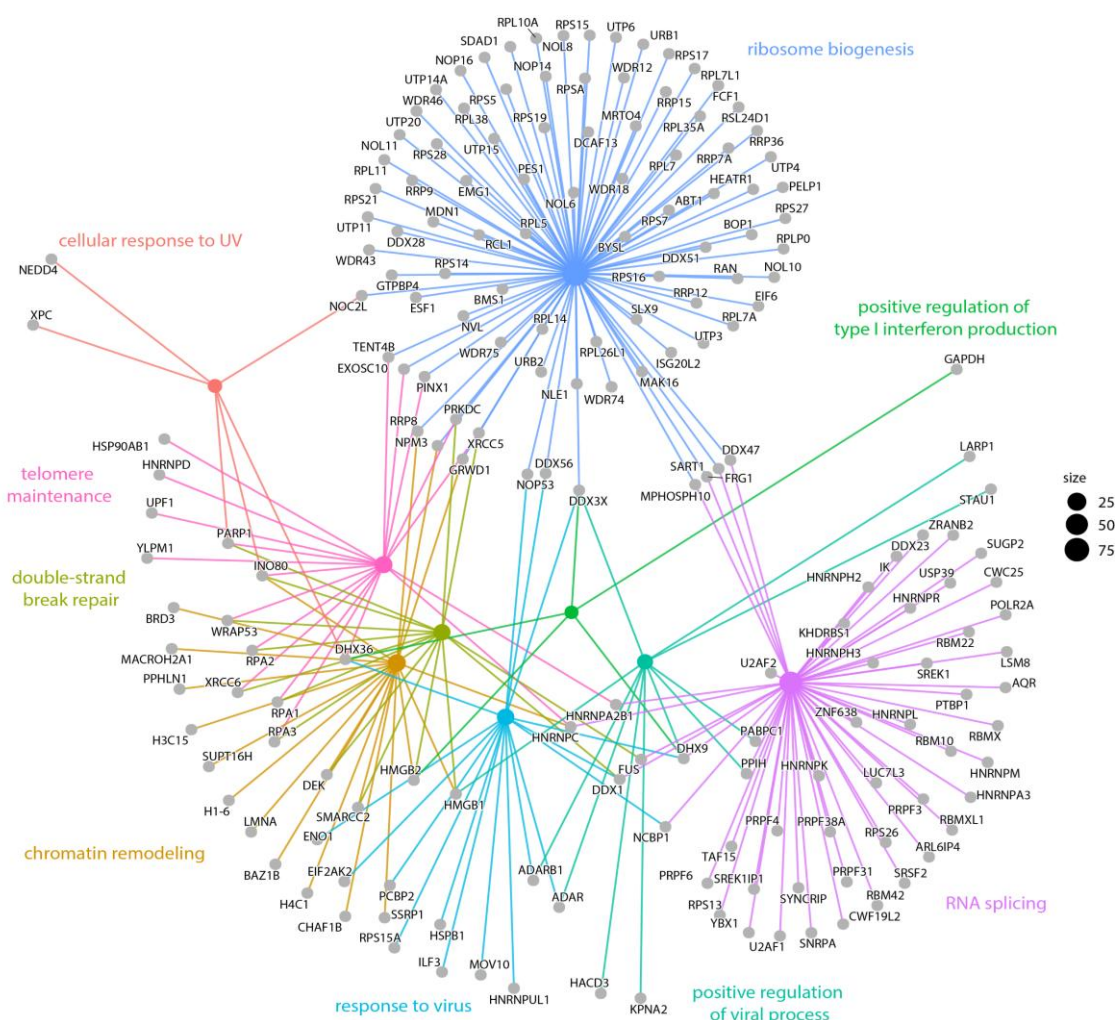 RPL10A
RPS15
UTP6
SDAD1
NOL8
URB1
ribosome biogenesis
NOP16
NOP14
RPS17
RPSA
WDR12
RPL7L1
UTP14A
RPS5
RRP15
FCF1
WDR46
RPL38
RPS19
MRTO4
RPL35A
RSL24D1
UTP20
DCAF13
RRP36
NOL11
RPS28
UTP15
RPL7
RRP7A
UTP4
RPL11
PES1
WDR18
HEATR1
PELP1
RRP9
EMG1
RPS21
NOL6
ABT1
RPS27
MDN1
RPL5
RPS7
UTP11
BOP1
DDX28
RCL1
BYSL
RPLP0
cellular response to UV
WDR43
DDX51
NEDD4
RPS14
RPS16
RAN
NOL10
GTPBP4
BMS1
RRP12
EIF6
NOC2L
ESF1
SLX9
RPL7A
positive regulation of
type I interferon production
XPC
NVL
RPL14
UTP3
TENT4B
WDR75
RPL26L1
ISG20L2
GAPDH
EXOSC10
URB2
PINX1
NLE1
MAK16
WDR74
PRKDC
RRP8
NPM3
XRCC5
HSP90AB1
DDX47
LARP1
HNRNPD
GRWD1
DDX56
SART1
telomere
maintenance
NOP53
FRG1
size
UPF1
DDX3X
MPHOSPH10
STAU1
25
PARP1
ZRANB2
50
YLPM1
DDX23
SUGP2
75
INO80
IK
double-strand
break repair
HNRNPH2
USP39
CWC25
BRD3
HNRNPR
POLR2A
WRAP53
KHDRBS1
RBM22
MACROH2A1
RPA2
DHX36
HNRNPH3
LSM8
PPHLN1
XRCC6
U2AF2
SREK1
AQR
RPA1
HNRNPA2B1
ZNF638
HNRNPL
PTBP1
H3C15
RPA3
HNRNPC
PABPC1
RBMX
SUPT16H
DHX9
RBM10
HMGB2
FUS
PPIH
HNRNPK
HNRNPM
DEK
DDX1
LUC7L3
H1-6
HMGB1
PRPF3
HNRNPA3
LMNA
SMARCC2
NCBP1
PRPF4
PRPF38A
RBMXL1
ENO1
RPS26
chromatin remodeling
TAF15
ARL6IP4
BAZ1B
EIF2AK2
ADARB1
PRPF6
SREK1IP1
PRPF31
SRSF2
H4C1
PCBP2
ADAR
RPS13
SYNCRIP
RBM42
RNA splicing
CHAF1B
SSRP1
YBX1
CWF19L2
RPS15A
HSPB1
U2AF1
SNRPA
ILF3
MOV10
HACD3
response to virus
HNRNPUL1
KPNA2
positive regulation
of viral process